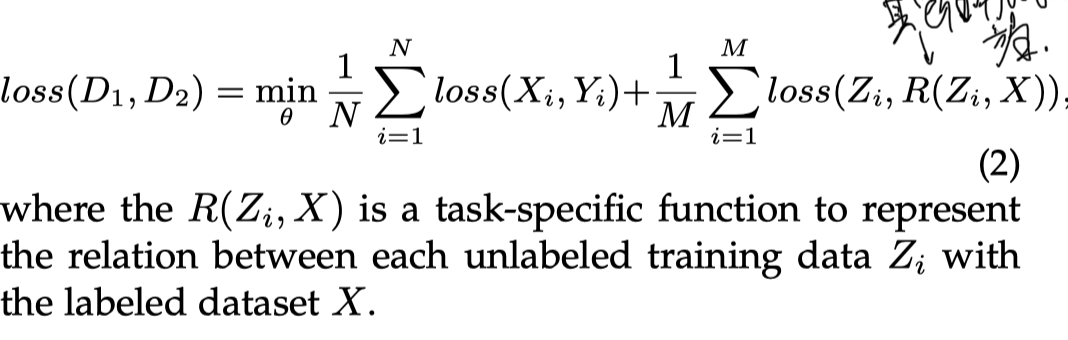 loss(D₁, D₂) = min_θ 1/N ∑_{i=1}^{N} loss(X_i, Y_i) + 1/M ∑_{i=1}^{M} loss(Z_i, R(Z_i, X)),
(2)
where the R(Z_i, X) is a task-specific function to represent
the relation between each unlabeled training data Z_i with
the labeled dataset X.